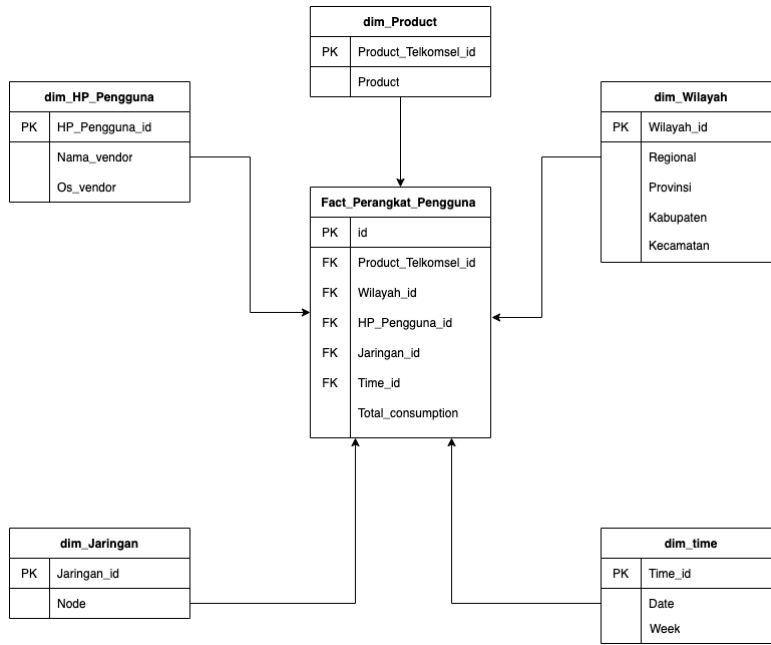 dim_Product
PK Product_Telkomsel_id
Product
dim_HP_Pengguna
PK HP_Pengguna_id
Nama_vendor
Os_vendor
dim_Wilayah
PK Wilayah_id
Regional
Provinsi
Kabupaten
Kecamatan
Fact_Perangkat_Pengguna
PK id
FK Product_Telkomsel_id
FK Wilayah_id
FK HP_Pengguna_id
FK Jaringan_id
FK Time_id
Total_consumption
dim_Jaringan
PK Jaringan_id
Node
dim_time
PK Time_id
Date
Week